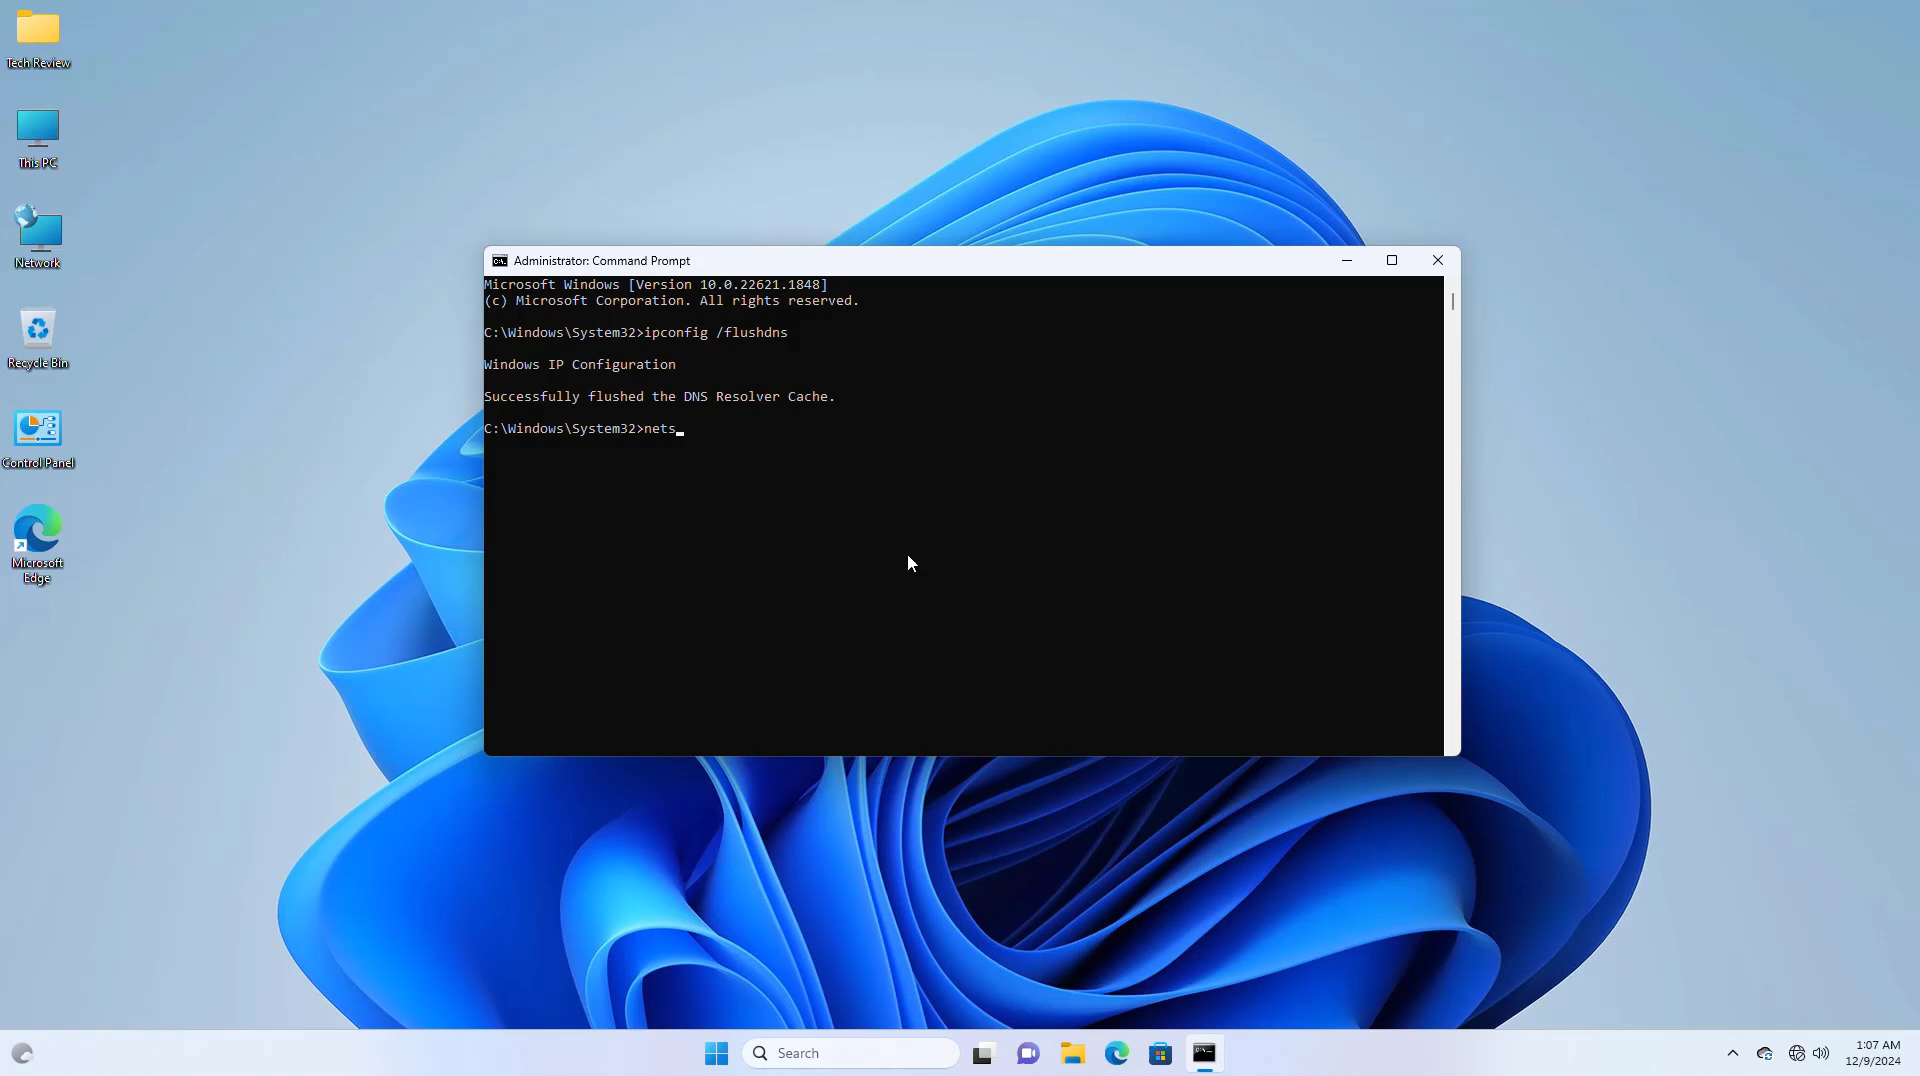 Tech Review
This PC
Network
Recycle Bin
Control Panel
Microsoft
Edge
Administrator: Command Prompt
Microsoft Windows [Version 10.0.22621.1848]
(c) Microsoft Corporation. All rights reserved.
C:\Windows\System32>ipconfig /flushdns
Windows IP Configuration
Successfully flushed the DNS Resolver Cache.
C:\Windows\System32>nets
Search
1:07 AM
12/9/2024